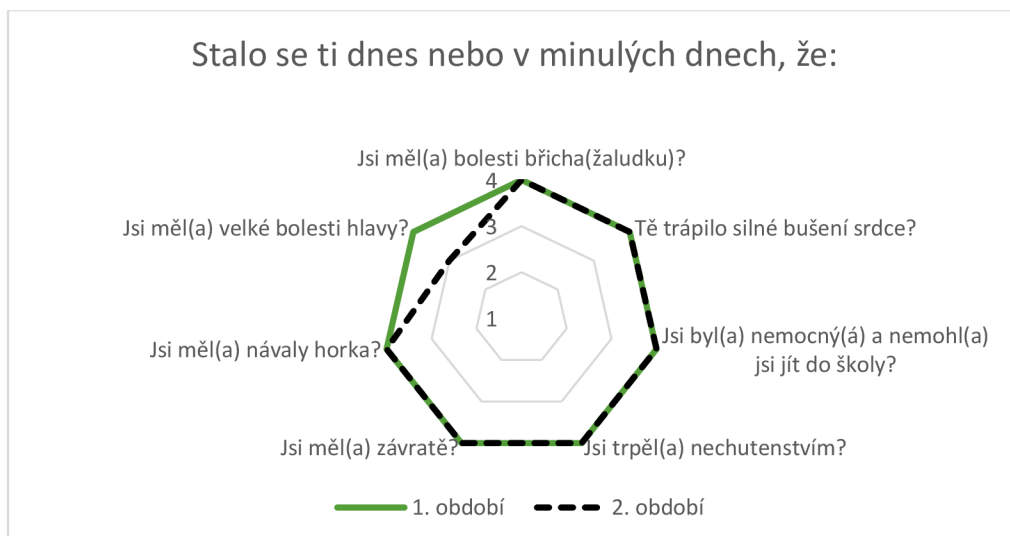 Stalo se ti dnes nebo v minulých dnech, že:
Jsi měl(a) bolesti břicha(žaludku)?
4
Jsi měl(a) velké bolesti hlavy?
3
Tě trápilo silné bušení srdce?
2
1
Jsi měl(a) návaly horka?
Jsi byl(a) nemocný(á) a nemohl(a)
jsi jít do školy?
Jsi měl(a) závratě?
Jsi trpěl(a) nechutenstvím?
1. období
2. období